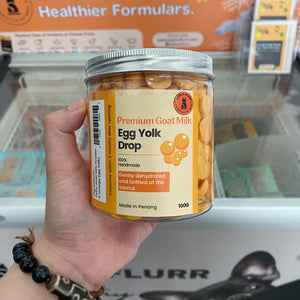 Healthier Formulars.
Premium Goat Milk
Egg Yolk
Drop
100%
Handmade
Gently dehydrated
and bottled at the
source
Made in Penang
100G
FLURR